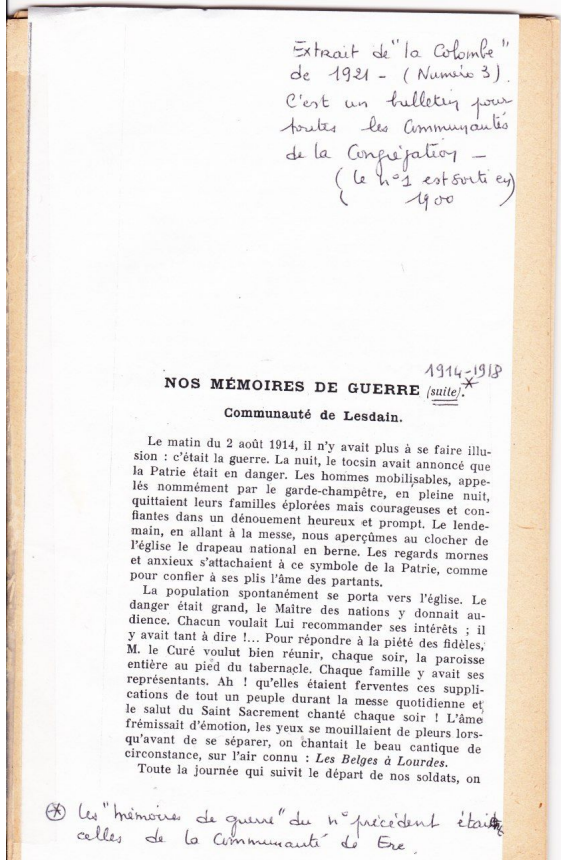 Extrait de "la Colombe"
de 1921 - (Numéro 3).
C'est un bulletin pour
toutes les Communautés
de la Congrégation -
(le n°1 est sorti en)
( 1900 )
1914-1918
NOS MÉMOIRES DE GUERRE (suite).*
Communauté de Lesdain.
Le matin du 2 août 1914, il n'y avait plus à se faire illu-
sion : c'était la guerre. La nuit, le tocsin avait annoncé que
la Patrie était en danger. Les hommes mobilisables, appe-
lés nommément par le garde-champêtre, en pleine nuit,
quittaient leurs familles éplorées mais courageuses et con-
fiantes dans un dénouement heureux et prompt. Le lende-
main, en allant à la messe, nous aperçûmes au clocher de
l'église le drapeau national en berne. Les regards mornes
et anxieux s'attachaient à ce symbole de la Patrie, comme
pour confier à ses plis l'âme des partants.
La population spontanément se porta vers l'église. Le
danger était grand, le Maître des nations y donnait au-
dience. Chacun voulait Lui recommander ses intérêts ; il
y avait tant à dire !... Pour répondre à la piété des fidèles,
M. le Curé voulut bien réunir, chaque soir, la paroisse
entière au pied du tabernacle. Chaque famille y avait ses
représentants. Ah ! qu'elles étaient ferventes ces suppli-
cations de tout un peuple durant la messe quotidienne et
le salut du Saint Sacrement chanté chaque soir ! L'âme
frémissait d'émotion, les yeux se mouillaient de pleurs lors-
qu'avant de se séparer, on chantait le beau cantique de
circonstance, sur l'air connu : Les Belges à Lourdes.
Toute la journée qui suivit le départ de nos soldats, on
(*) Les "mémoires de guerre" du n° précédent étaient
celles de la Communauté de Ere.